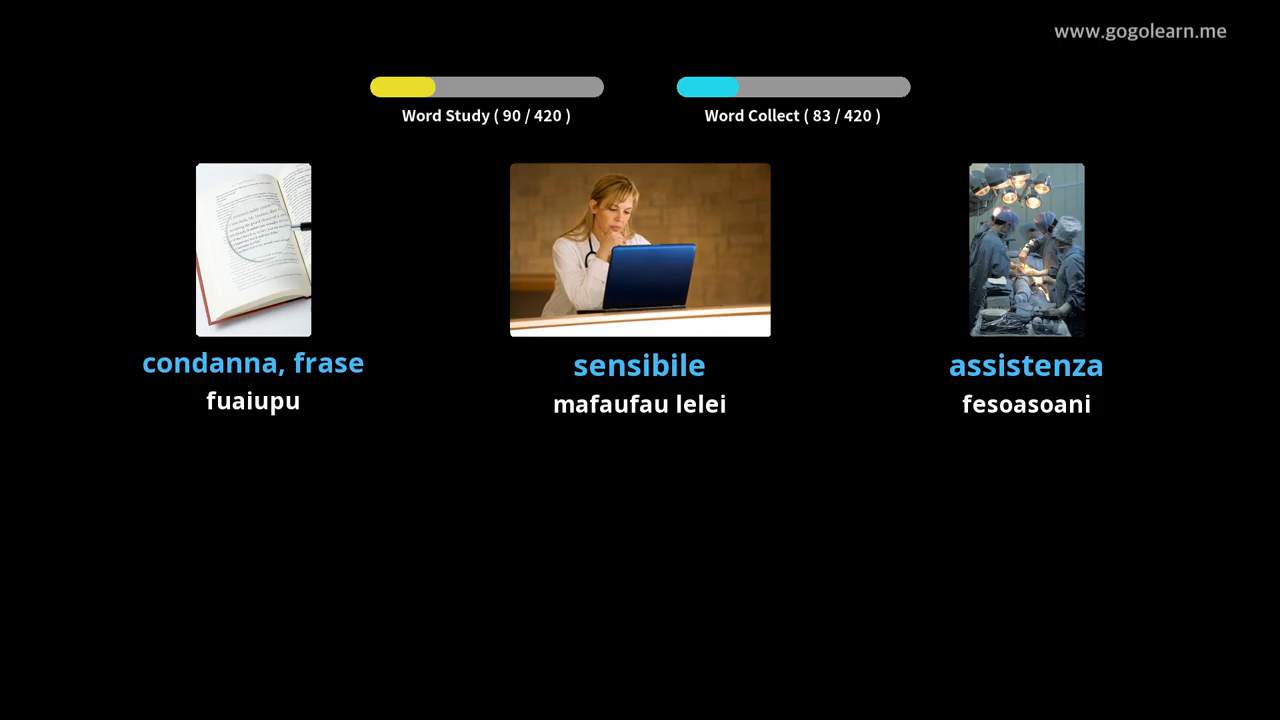 www.gogolearn.me
Word Study ( 90 / 420 )
Word Collect ( 83 / 420 )
condanna, frase
fuaiupu
sensibile
mafaufau lelei
assistenza
fesoasoani